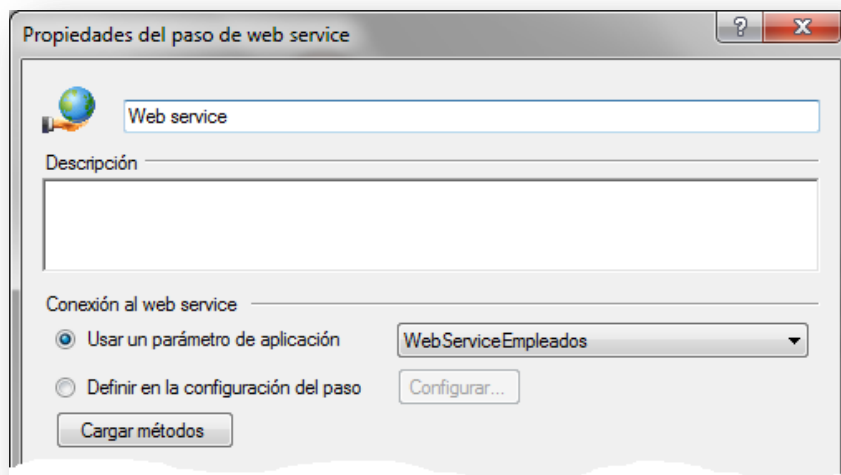 Propiedades del paso de web service
Web service
Descripción
Conexión al web service
Usar un parámetro de aplicación WebServiceEmpleados
Definir en la configuración del paso Configurar...
Cargar métodos